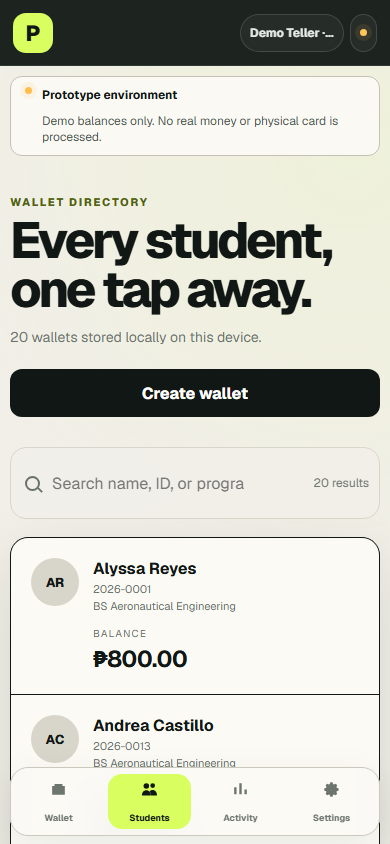 P
Demo Teller ·...
Prototype environment
Demo balances only. No real money or physical card is
processed.
WALLET DIRECTORY
Every student,
one tap away.
20 wallets stored locally on this device.
Create wallet
Search name, ID, or progra
20 results
AR
Alyssa Reyes
2026-0001
BS Aeronautical Engineering
BALANCE
₱800.00
AC
Andrea Castillo
2026-0013
BS Aeronautical Engineering
Wallet
Students
Activity
Settings